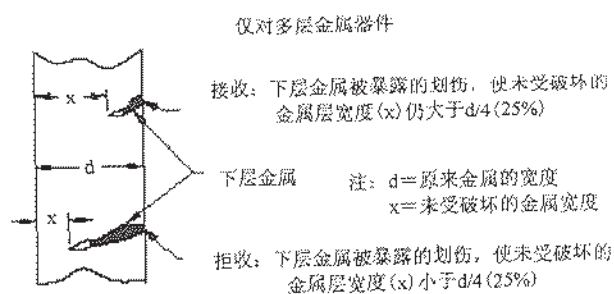 仅对多层金属器件
接收：下层金属被暴露的划伤，使未受破坏的
金属层宽度(x)仍大于d/4(25%)
x
d
下层金属
注：d＝原来金属的宽度
x＝未受破坏的金属宽度
x
拒收：下层金属被暴露的划伤，使未受破坏的
金属层宽度(x)小于d/4(25%)